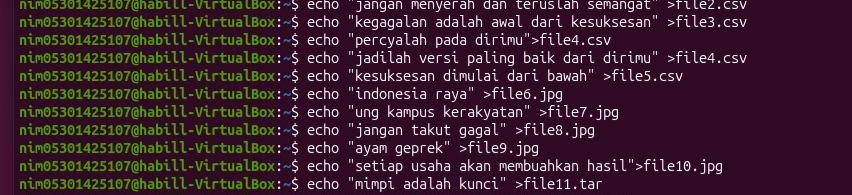 nim05301425107@habill-VirtualBox:~$ echo "jangan menyerah dan teruslah semangat" >file2.csv
nim05301425107@habill-VirtualBox:~$ echo "kegagalan adalah awal dari kesuksesan" >file3.csv
nim05301425107@habill-VirtualBox:~$ echo "percyalah pada dirimu">file4.csv
nim05301425107@habill-VirtualBox:~$ echo "jadilah versi paling baik dari dirimu" >file4.csv
nim05301425107@habill-VirtualBox:~$ echo "kesuksesan dimulai dari bawah" >file5.csv
nim05301425107@habill-VirtualBox:~$ echo "indonesia raya" >file6.jpg
nim05301425107@habill-VirtualBox:~$ echo "ung kampus kerakyatan" >file7.jpg
nim05301425107@habill-VirtualBox:~$ echo "jangan takut gagal" >file8.jpg
nim05301425107@habill-VirtualBox:~$ echo "ayam geprek" >file9.jpg
nim05301425107@habill-VirtualBox:~$ echo "setiap usaha akan membuahkan hasil">file10.jpg
nim05301425107@habill-VirtualBox:~$ echo "mimpi adalah kunci" >file11.tar